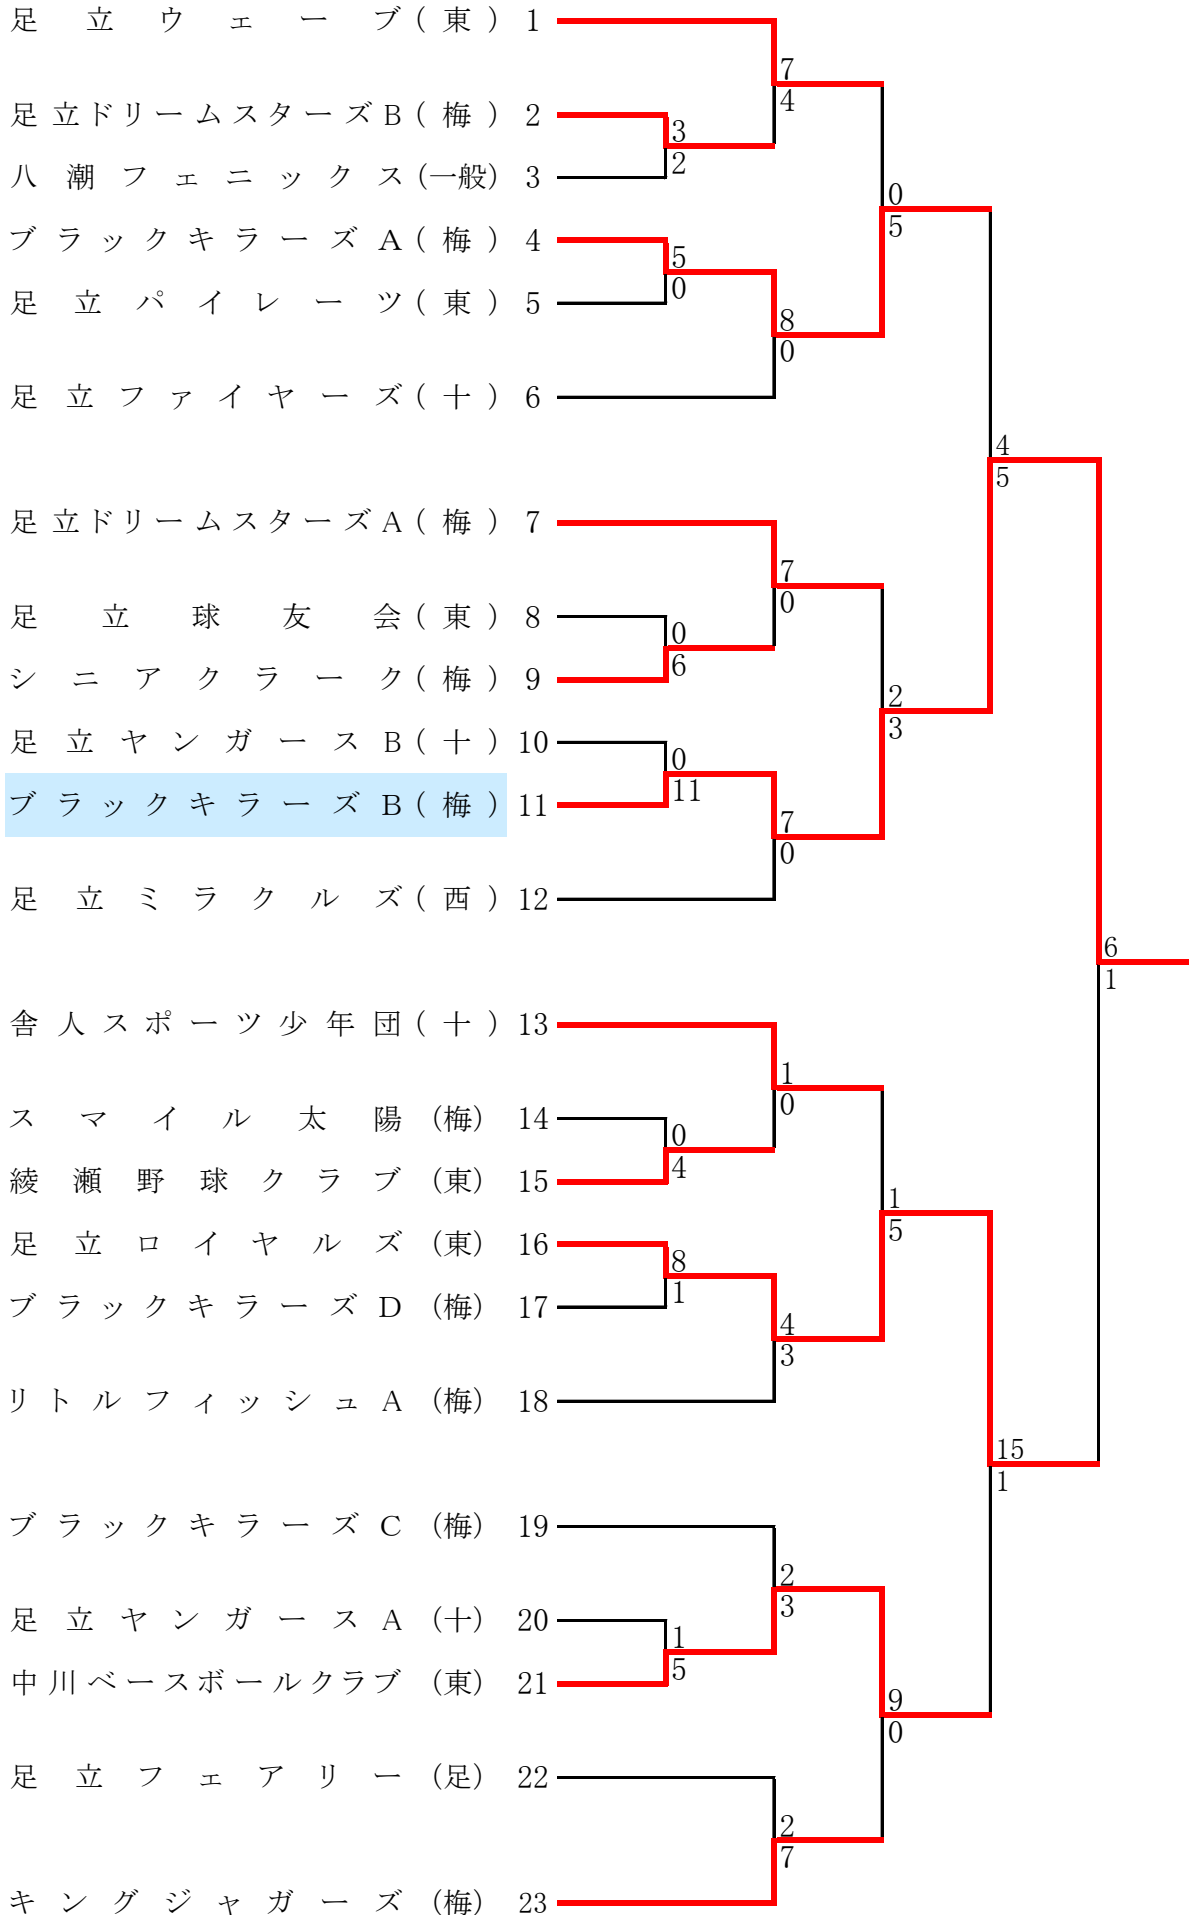 足立ウェーブ(東) 1
7
4
足立ドリームスターズB(梅) 2
3
2
八潮フェニックス(一般) 3
0
5
ブラックキラーズA(梅) 4
5
0
足立パイレーツ(東) 5
8
0
足立ファイヤーズ(十) 6
4
5
足立ドリームスターズA(梅) 7
7
0
足立球友会(東) 8
0
6
シニアクラーク(梅) 9
2
3
足立ヤンガースB(十) 10
0
11
ブラックキラーズB(梅) 11
7
0
足立ミラクルズ(西) 12
6
1
舎人スポーツ少年団(十) 13
1
0
スマイル太陽(梅) 14
0
4
綾瀬野球クラブ(東) 15
1
5
足立ロイヤルズ(東) 16
8
1
ブラックキラーズD(梅) 17
4
3
リトルフィッシュA(梅) 18
15
1
ブラックキラーズC(梅) 19
2
3
足立ヤンガースA(十) 20
1
5
中川ベースボールクラブ(東) 21
9
0
足立フェアリー(足) 22
2
7
キングジャガーズ(梅) 23